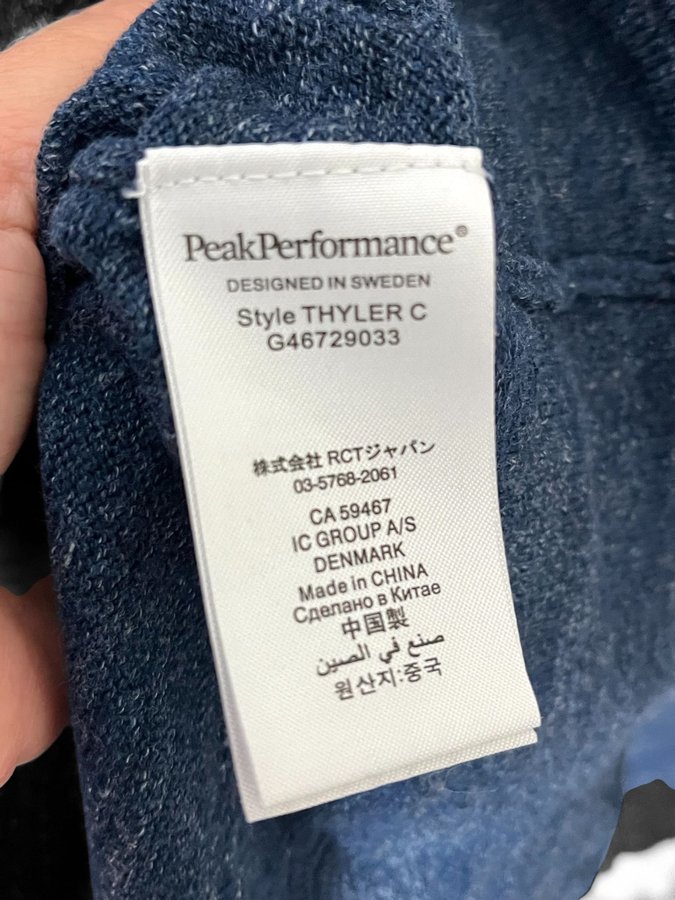 PeakPerformance®
DESIGNED IN SWEDEN
Style THYLER C
G46729033
株式会社 RCTジャパン
03-5768-2061
CA 59467
IC GROUP A/S
DENMARK
Made in CHINA
Сделано в Китае
中国製
صنع في الصين
원산지:중국